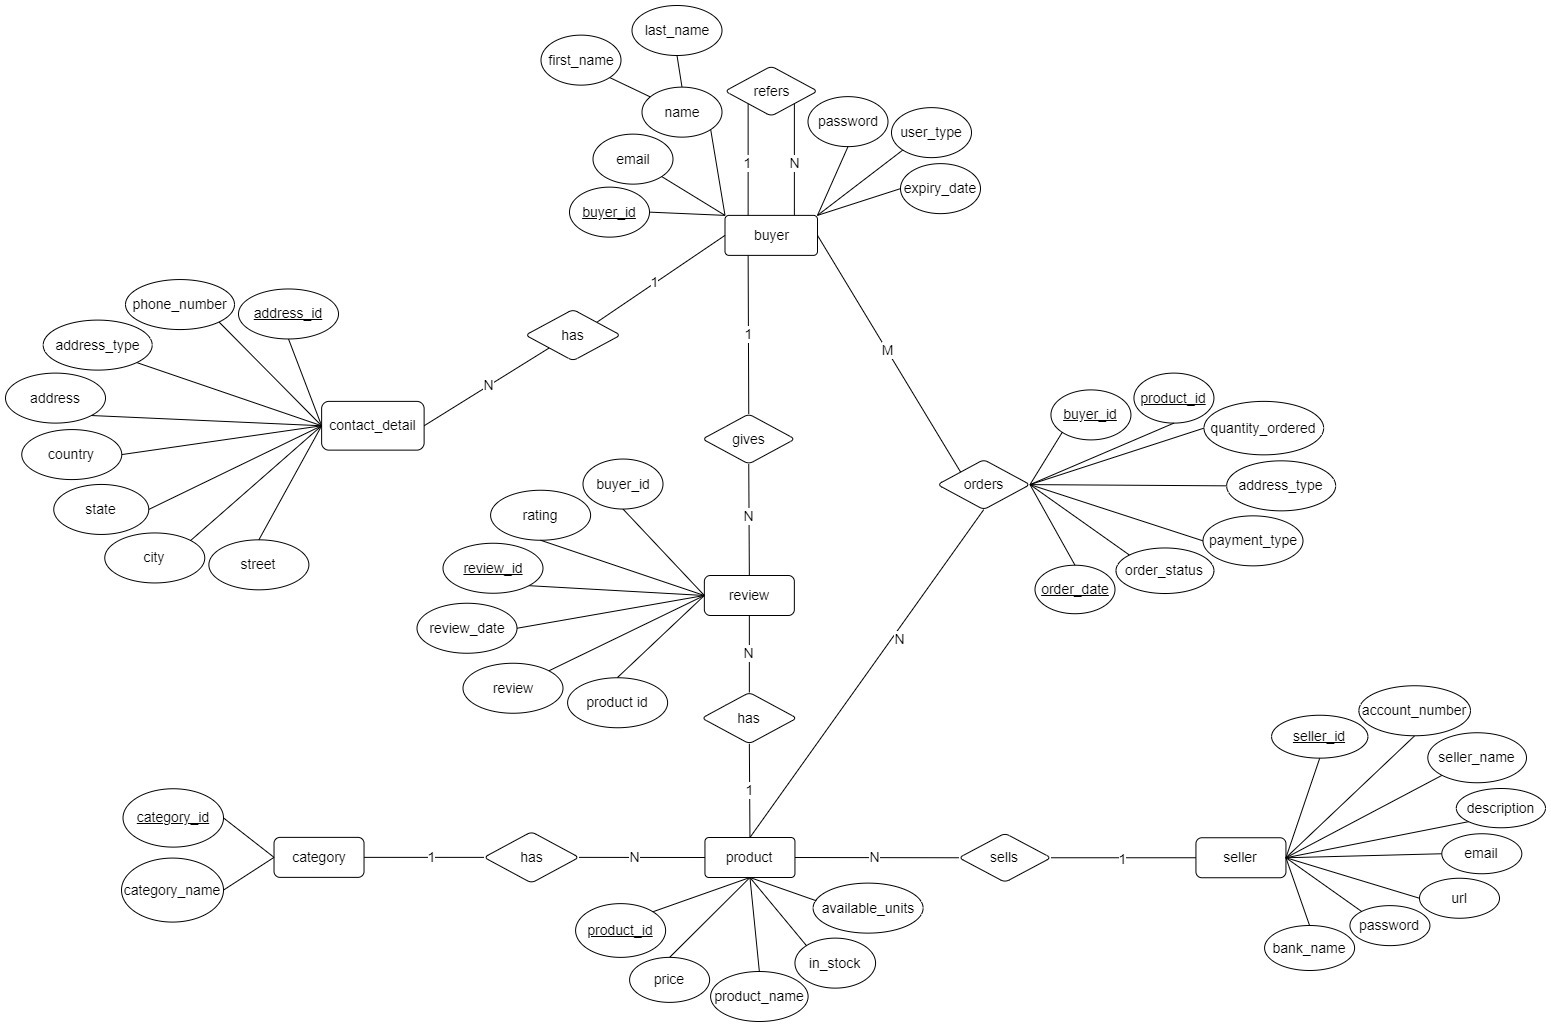 last_name
first_name
refers
name
password
user_type
email
1
N
expiry_date
buyer_id
buyer
1
phone_number
address_id
has
1
address_type
M
N
address
product_id
buyer_id
contact_detail
quantity_ordered
gives
country
buyer_id
orders
address_type
state
rating
N
payment_type
city
street
review_id
order_status
order_date
review
review_date
N
N
review
product id
account_number
has
seller_id
seller_name
1
description
category_id
category
1
has
N
product
N
sells
1
seller
email
category_name
available_units
url
product_id
password
bank_name
in_stock
price
product_name